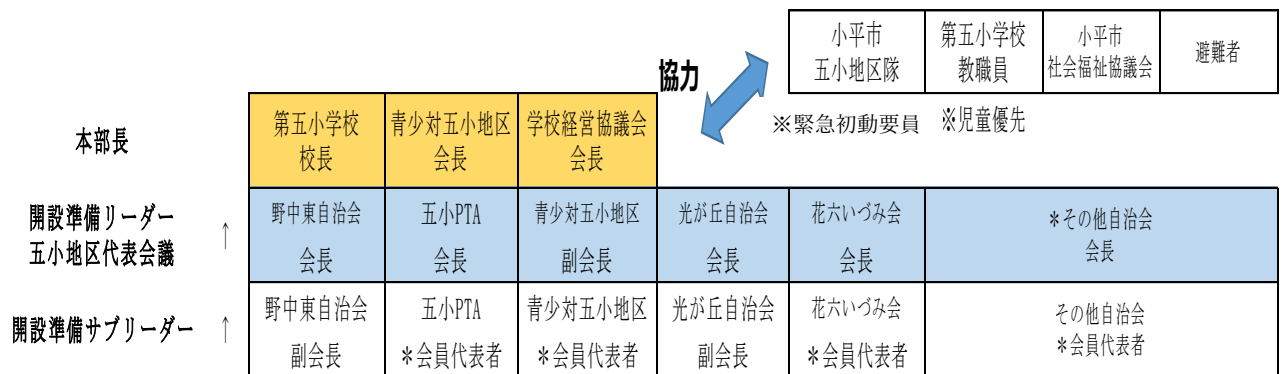 小平市
五小地区隊
第五小学校
教職員
小平市
社会福祉協議会
避難者
協力
※緊急初動要員
※児童優先
本部長
第五小学校
校長
青少対五小地区
会長
学校経営協議会
会長
開設準備リーダー
五小地区代表会議
↑
野中東自治会
会長
五小PTA
会長
青少対五小地区
副会長
光が丘自治会
会長
花六いづみ会
会長
*その他自治会
会長
開設準備サブリーダー
↑
野中東自治会
副会長
五小PTA
*会員代表者
青少対五小地区
*会員代表者
光が丘自治会
副会長
花六いづみ会
*会員代表者
その他自治会
*会員代表者